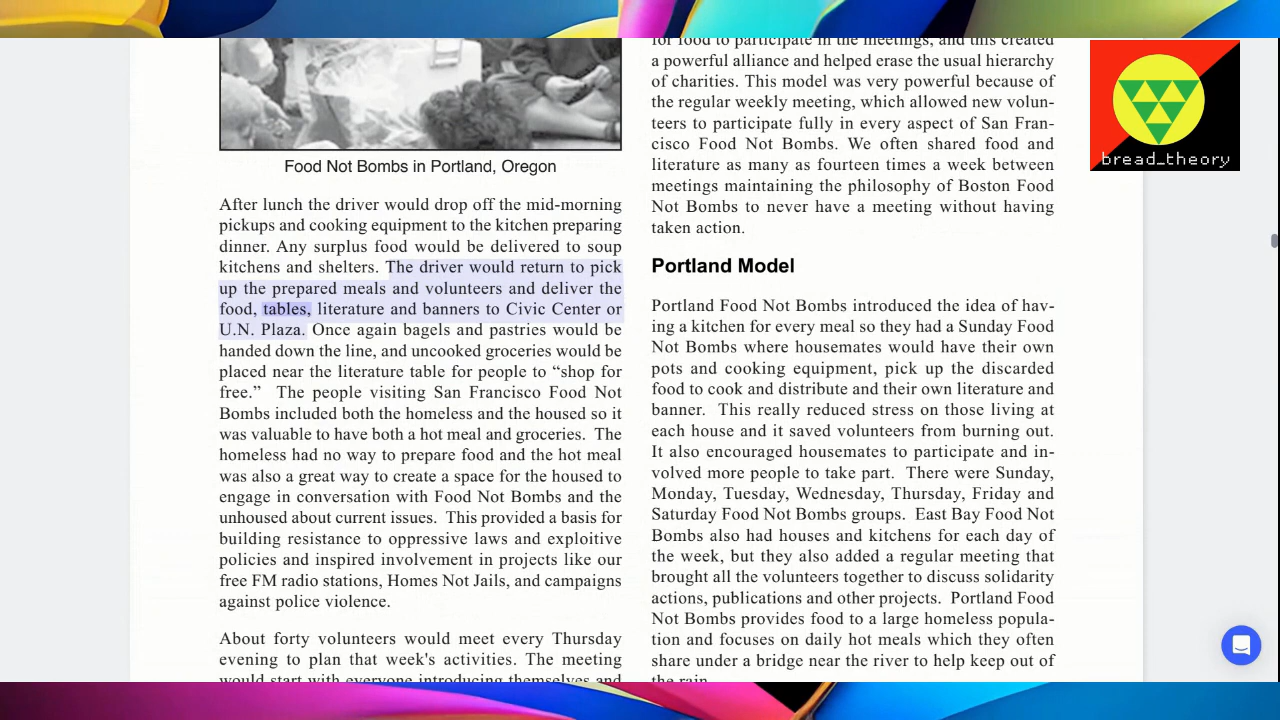 Food Not Bombs in Portland, Oregon
After lunch the driver would drop off the mid-morning
pickups and cooking equipment to the kitchen preparing
dinner. Any surplus food would be delivered to soup
kitchens and shelters. The driver would return to pick
up the prepared meals and volunteers and deliver the
food, tables, literature and banners to Civic Center or
U.N. Plaza. Once again bagels and pastries would be
handed down the line, and uncooked groceries would be
placed near the literature table for people to “shop for
free.” The people visiting San Francisco Food Not
Bombs included both the homeless and the housed so it
was valuable to have both a hot meal and groceries. The
homeless had no way to prepare food and the hot meal
was also a great way to create a space for the housed to
engage in conversation with Food Not Bombs and the
unhoused about current issues. This provided a basis for
building resistance to oppressive laws and exploitive
policies and inspired involvement in projects like our
free FM radio stations, Homes Not Jails, and campaigns
against police violence.
About forty volunteers would meet every Thursday
evening to plan that week's activities. The meeting
would start with everyone introducing themselves and
for food to participate in the meetings, and this created
a powerful alliance and helped erase the usual hierarchy
of charities. This model was very powerful because of
the regular weekly meeting, which allowed new volun-
teers to participate fully in every aspect of San Fran-
cisco Food Not Bombs. We often shared food and
literature as many as fourteen times a week between
meetings maintaining the philosophy of Boston Food
Not Bombs to never have a meeting without having
taken action.
Portland Model
Portland Food Not Bombs introduced the idea of hav-
ing a kitchen for every meal so they had a Sunday Food
Not Bombs where housemates would have their own
pots and cooking equipment, pick up the discarded
food to cook and distribute and their own literature and
banner. This really reduced stress on those living at
each house and it saved volunteers from burning out.
It also encouraged housemates to participate and in-
volved more people to take part. There were Sunday,
Monday, Tuesday, Wednesday, Thursday, Friday and
Saturday Food Not Bombs groups. East Bay Food Not
Bombs also had houses and kitchens for each day of
the week, but they also added a regular meeting that
brought all the volunteers together to discuss solidarity
actions, publications and other projects. Portland Food
Not Bombs provides food to a large homeless popula-
tion and focuses on daily hot meals which they often
share under a bridge near the river to help keep out of
the rain.
bread_theory